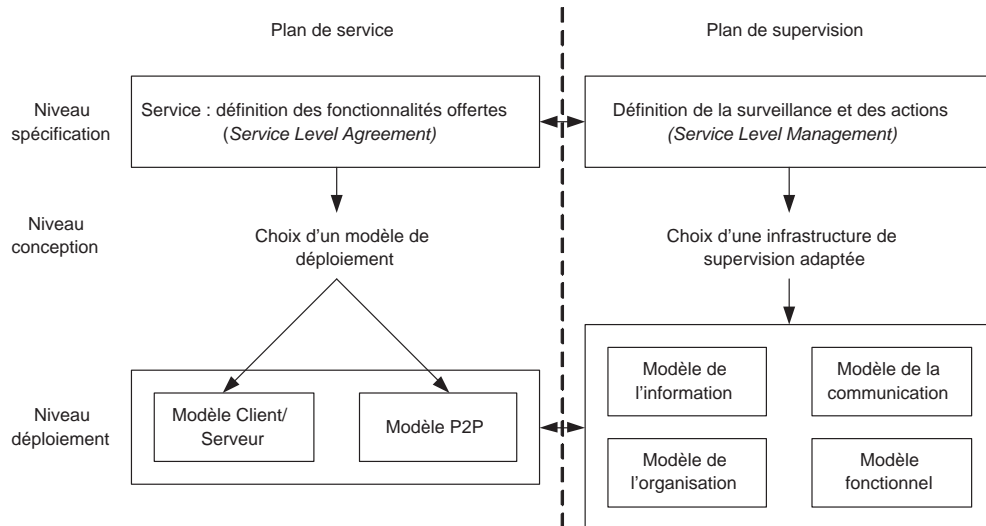 Plan de service
Plan de supervision
Niveau
spécification
Service : définition des fonctionnalités offertes
(Service Level Agreement)
Définition de la surveillance et des actions
(Service Level Management)
Niveau
conception
Choix d'un modèle de
déploiement
Choix d'une infrastructure de
supervision adaptée
Niveau
déploiement
Modèle Client/
Serveur
Modèle P2P
Modèle de
l'information
Modèle de la
communication
Modèle de
l'organisation
Modèle
fonctionnel